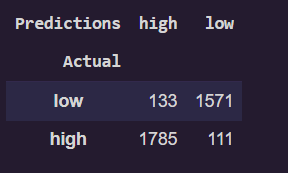 Predictions high low
Actual
low 133 1571
high 1785 111